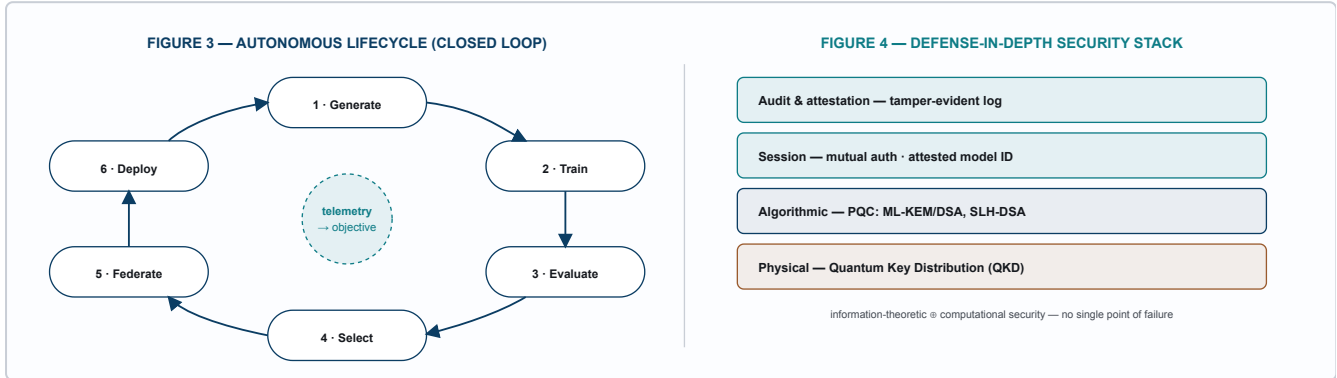 FIGURE 3 — AUTONOMOUS LIFECYCLE (CLOSED LOOP)
1 · Generate
2 · Train
3 · Evaluate
4 · Select
5 · Federate
6 · Deploy
telemetry
→ objective
FIGURE 4 — DEFENSE-IN-DEPTH SECURITY STACK
Audit & attestation — tamper-evident log
Session — mutual auth · attested model ID
Algorithmic — PQC: ML-KEM/DSA, SLH-DSA
Physical — Quantum Key Distribution (QKD)
information-theoretic ⊕ computational security — no single point of failure